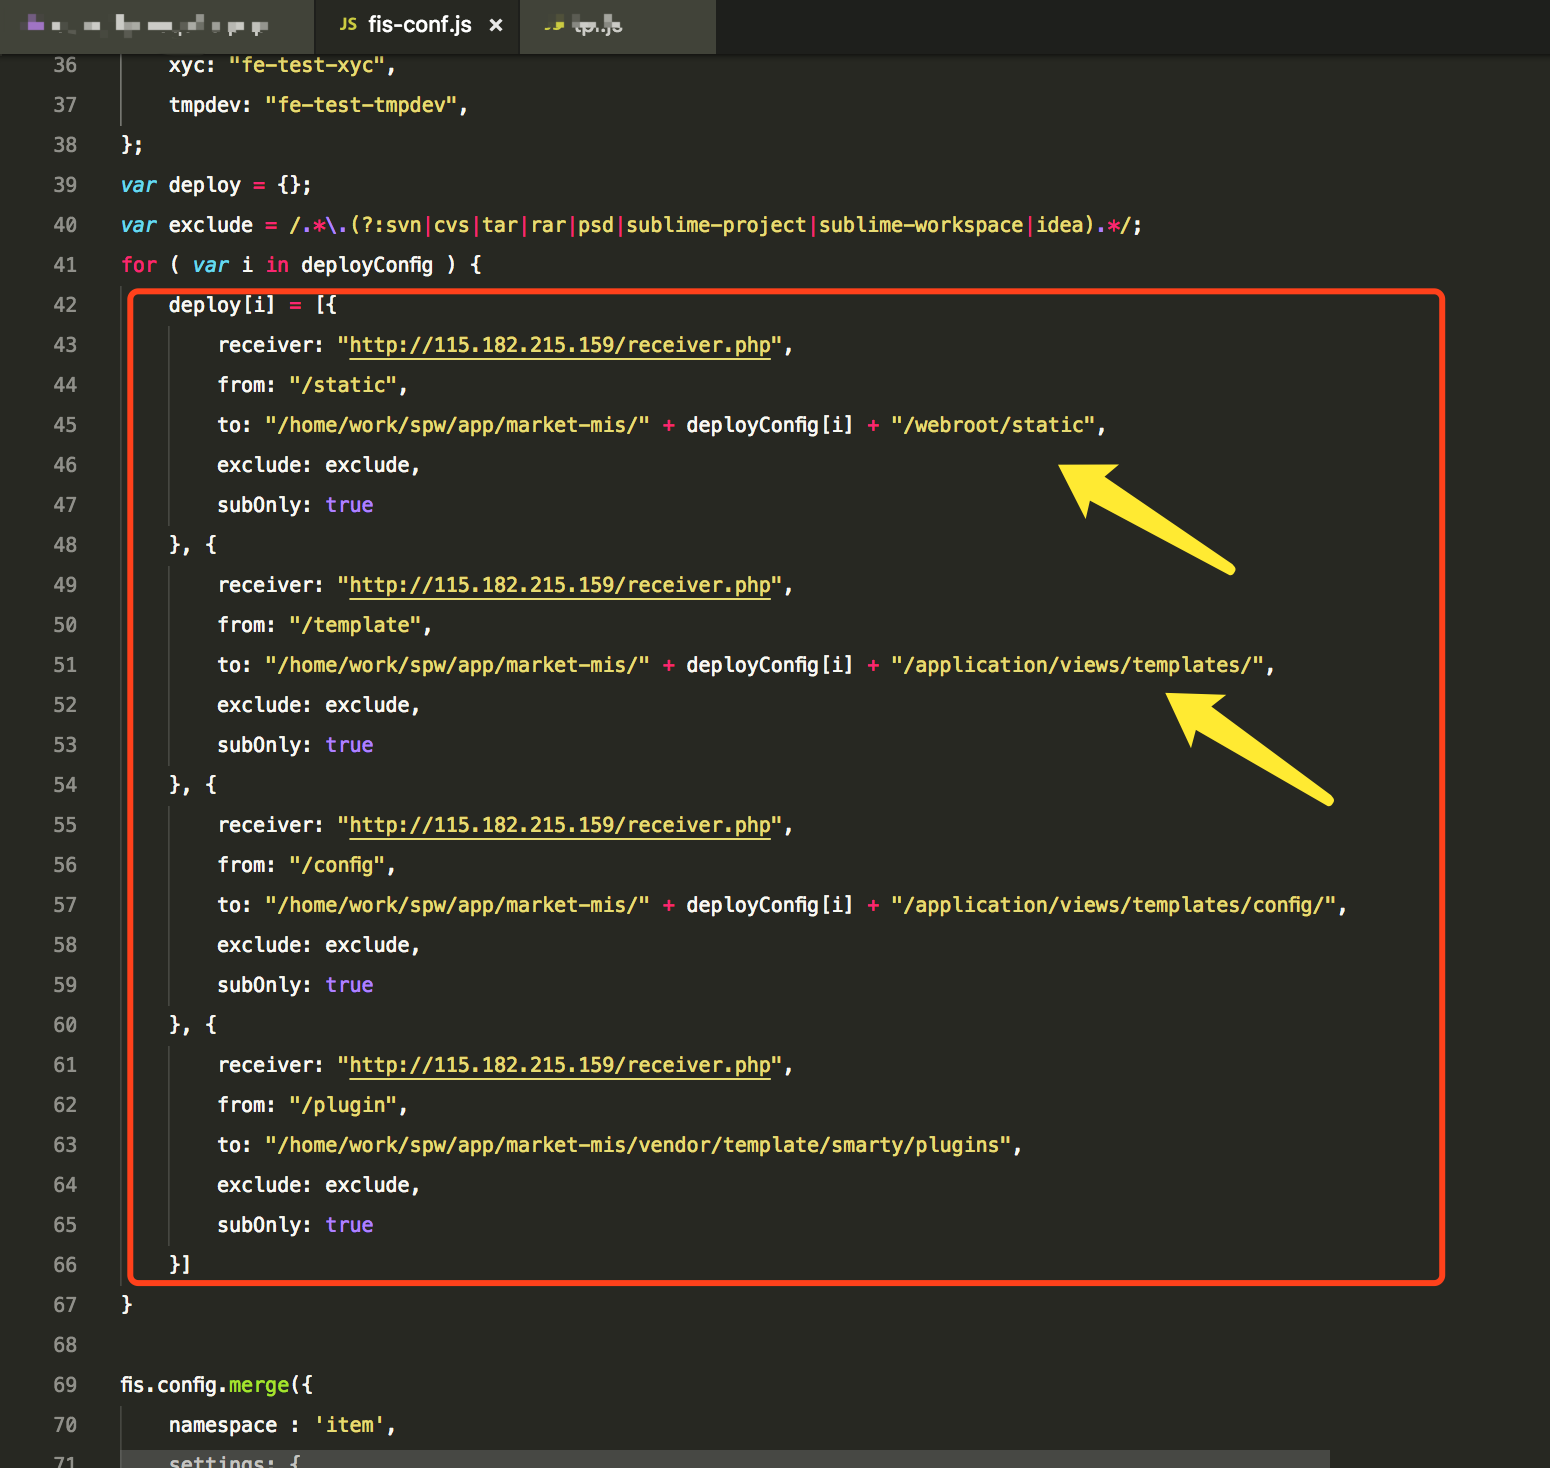 JS fis-conf.js ×
36 xyc: "fe-test-xyc",
37 tmpdev: "fe-test-tmpdev",
38 };
39 var deploy = {};
40 var exclude = /.*\.(?:svn|cvs|tar|rar|psd|sublime-project|sublime-workspace|idea).*/;
41 for ( var i in deployConfig ) {
42 deploy[i] = [{
43 receiver: "http://115.182.215.159/receiver.php",
44 from: "/static",
45 to: "/home/work/spw/app/market-mis/" + deployConfig[i] + "/webroot/static",
46 exclude: exclude,
47 subOnly: true
48 }, {
49 receiver: "http://115.182.215.159/receiver.php",
50 from: "/template",
51 to: "/home/work/spw/app/market-mis/" + deployConfig[i] + "/application/views/templates/",
52 exclude: exclude,
53 subOnly: true
54 }, {
55 receiver: "http://115.182.215.159/receiver.php",
56 from: "/config",
57 to: "/home/work/spw/app/market-mis/" + deployConfig[i] + "/application/views/templates/config/",
58 exclude: exclude,
59 subOnly: true
60 }, {
61 receiver: "http://115.182.215.159/receiver.php",
62 from: "/plugin",
63 to: "/home/work/spw/app/market-mis/vendor/template/smarty/plugins",
64 exclude: exclude,
65 subOnly: true
66 }]
67 }
68
69 fis.config.merge({
70 namespace : 'item',
71 settings: {